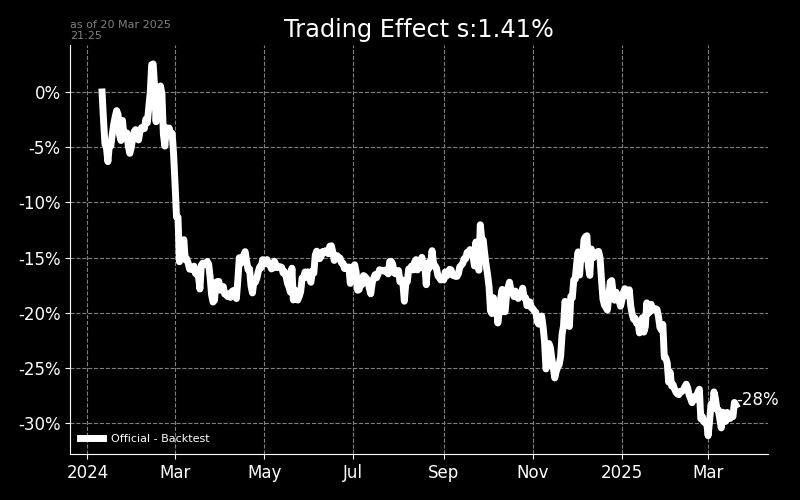 as of 20 Mar 2025
21:25
Trading Effect s:1.41%
0%
-5%
-10%
-15%
-20%
-25%
-30%
-28%
Official - Backtest
2024 Mar May Jul Sep Nov 2025 Mar